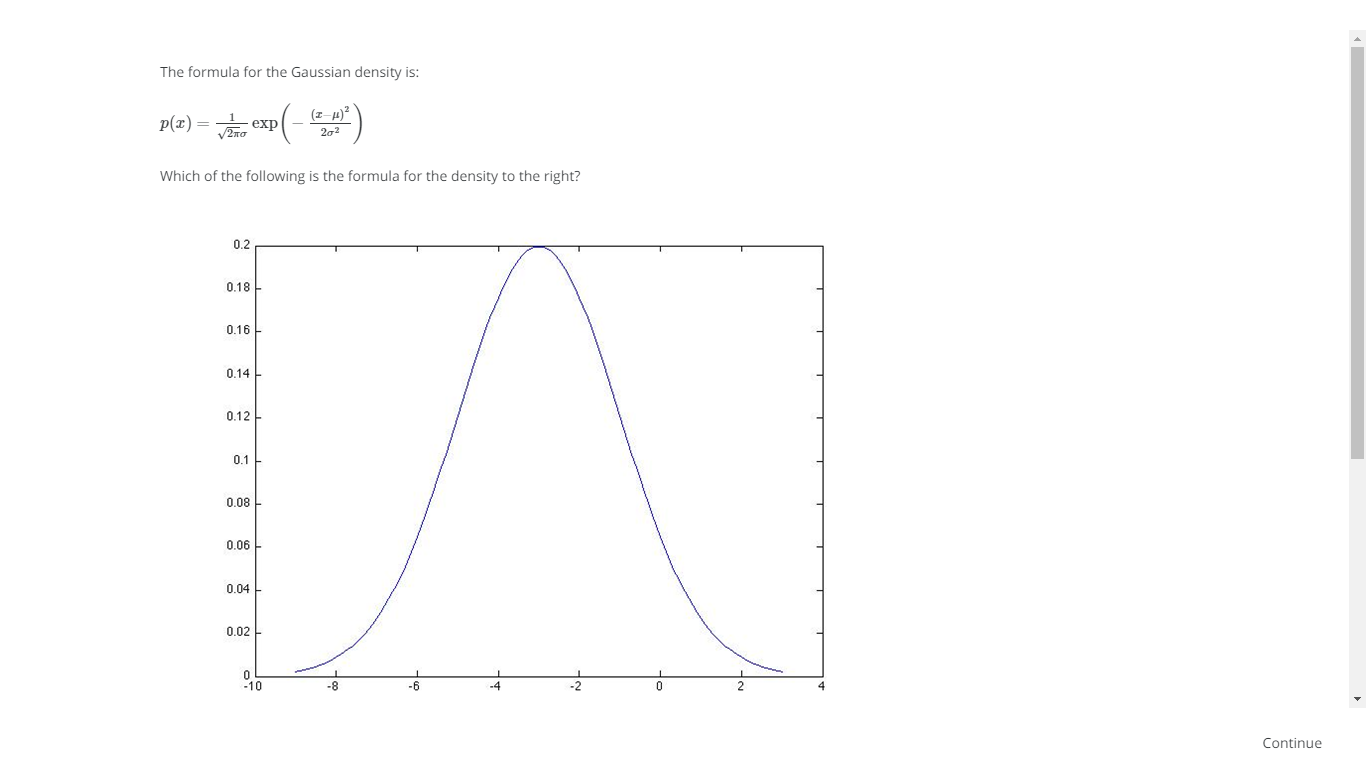 The formula for the Gaussian density is:
p(x) = 1/(√2πσ) exp(− (x−μ)²/2σ²)
Which of the following is the formula for the density to the right?
0.2
0.18
0.16
0.14
0.12
0.1
0.08
0.06
0.04
0.02
0
-10 -8 -6 -4 -2 0 2 4
Continue